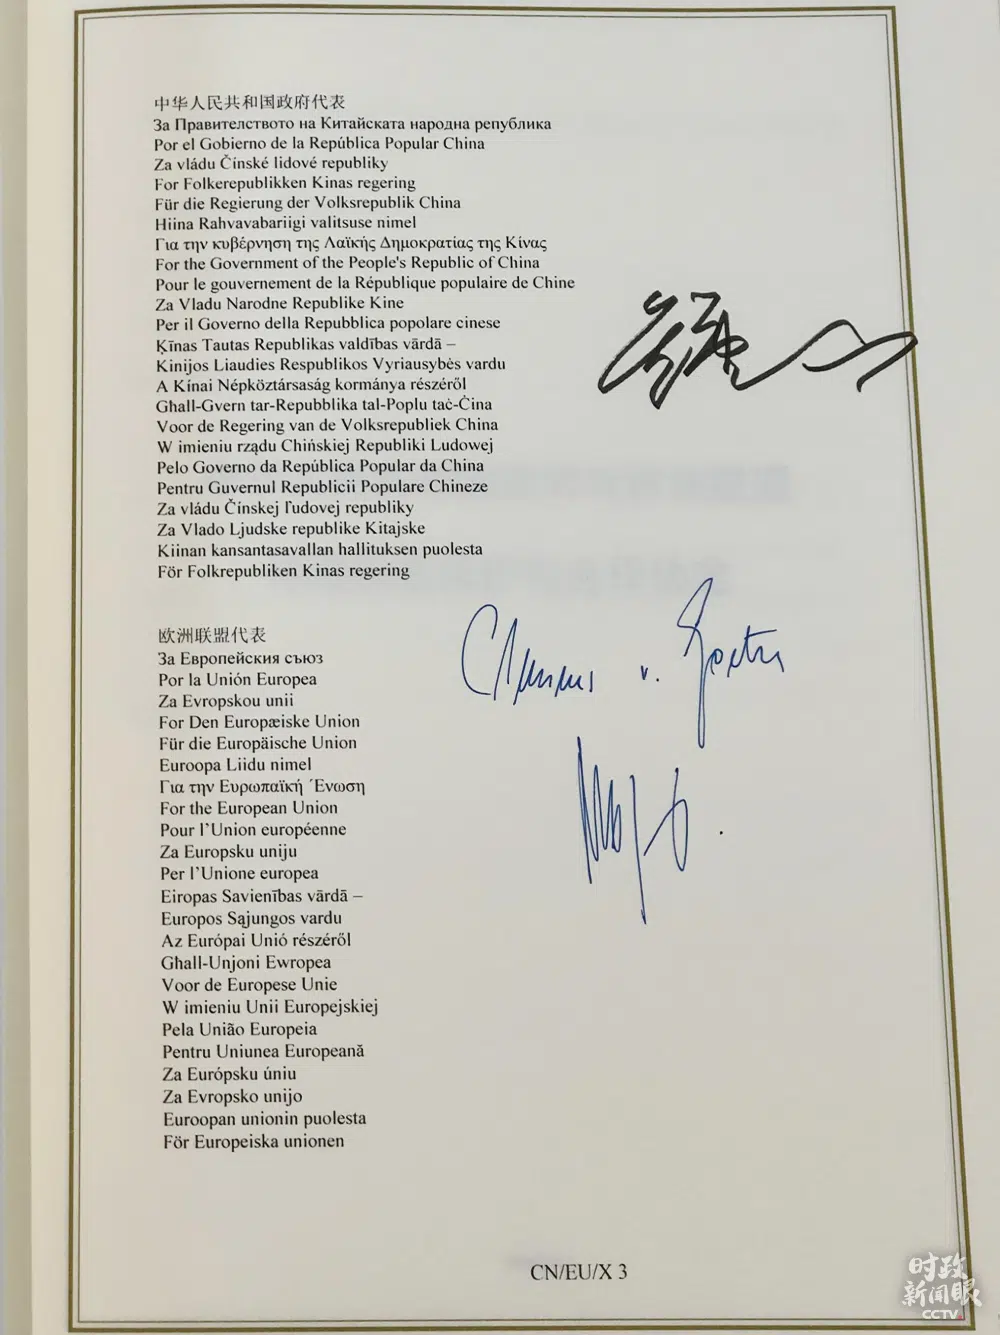 中华人民共和国政府代表
За Правителството на Китайската народна република
Por el Gobierno de la República Popular China
Za vládu Čínské lidové republiky
For Folkerepublikken Kinas regering
Für die Regierung der Volksrepublik China
Hiina Rahvavabariigi valitsuse nimel
Για την κυβέρνηση της Λαϊκής Δημοκρατίας της Κίνας
For the Government of the People's Republic of China
Pour le gouvernement de la République populaire de Chine
Za Vladu Narodne Republike Kine
Per il Governo della Repubblica popolare cinese
Ķīnas Tautas Republikas valdības vārdā –
Kinijos Liaudies Respublikos Vyriausybės vardu
A Kínai Népköztársaság kormánya részéről
Għall-Gvern tar-Repubblika tal-Poplu taċ-Ċina
Voor de Regering van de Volksrepubliek China
W imieniu rządu Chińskiej Republiki Ludowej
Pelo Governo da República Popular da China
Pentru Guvernul Republicii Populare Chineze
Za vládu Čínskej ľudovej republiky
Za Vlado Ljudske republike Kitajske
Kiinan kansantasavallan hallituksen puolesta
För Folkrepubliken Kinas regering
欧洲联盟代表
За Европейския съюз
Por la Unión Europea
Za Evropskou unii
For Den Europæiske Union
Für die Europäische Union
Euroopa Liidu nimel
Για την Ευρωπαϊκή Ένωση
For the European Union
Pour l'Union européenne
Za Europsku uniju
Per l'Unione europea
Eiropas Savienības vārdā –
Europos Sąjungos vardu
Az Európai Unió részéről
Għall-Unjoni Ewropea
Voor de Europese Unie
W imieniu Unii Europejskiej
Pela União Europeia
Pentru Uniunea Europeană
Za Európsku úniu
Za Evropsko unijo
Euroopan unionin puolesta
För Europeiska unionen
CN/EU/X 3
时政
新闻眼
CCTV